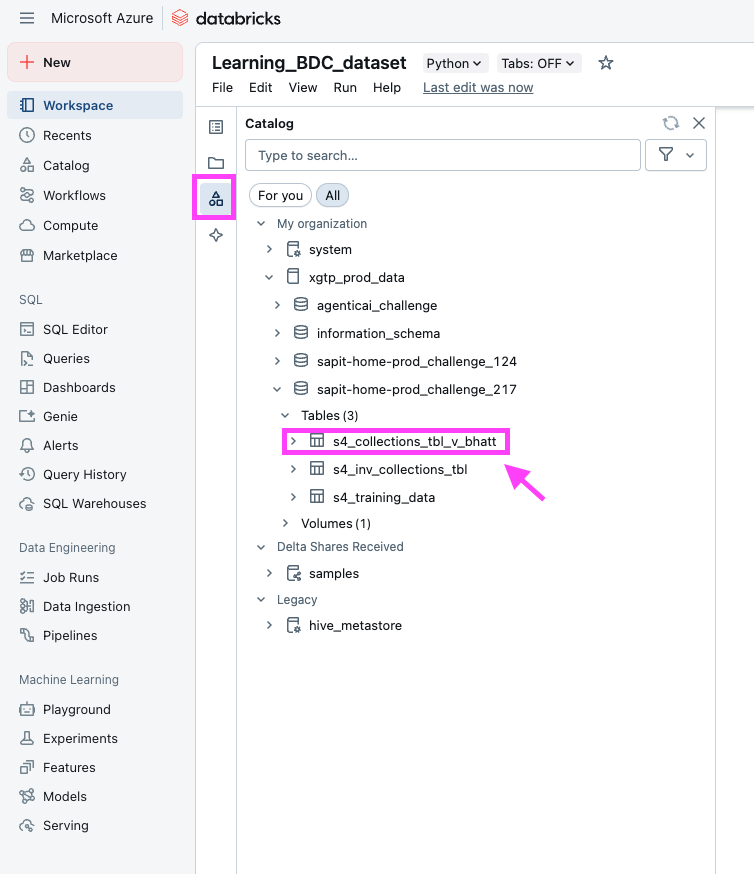 Microsoft Azure databricks
New
Workspace
Recents
Catalog
Workflows
Compute
Marketplace
SQL
SQL Editor
Queries
Dashboards
Genie
Alerts
Query History
SQL Warehouses
Data Engineering
Job Runs
Data Ingestion
Pipelines
Machine Learning
Playground
Experiments
Features
Models
Serving
Learning_BDC_dataset Python Tabs: OFF
File Edit View Run Help Last edit was now
Catalog
Type to search...
For you All
My organization
system
xgtp_prod_data
agenticai_challenge
information_schema
sapit-home-prod_challenge_124
sapit-home-prod_challenge_217
Tables (3)
s4_collections_tbl_v_bhatt
s4_inv_collections_tbl
s4_training_data
Volumes (1)
Delta Shares Received
samples
Legacy
hive_metastore